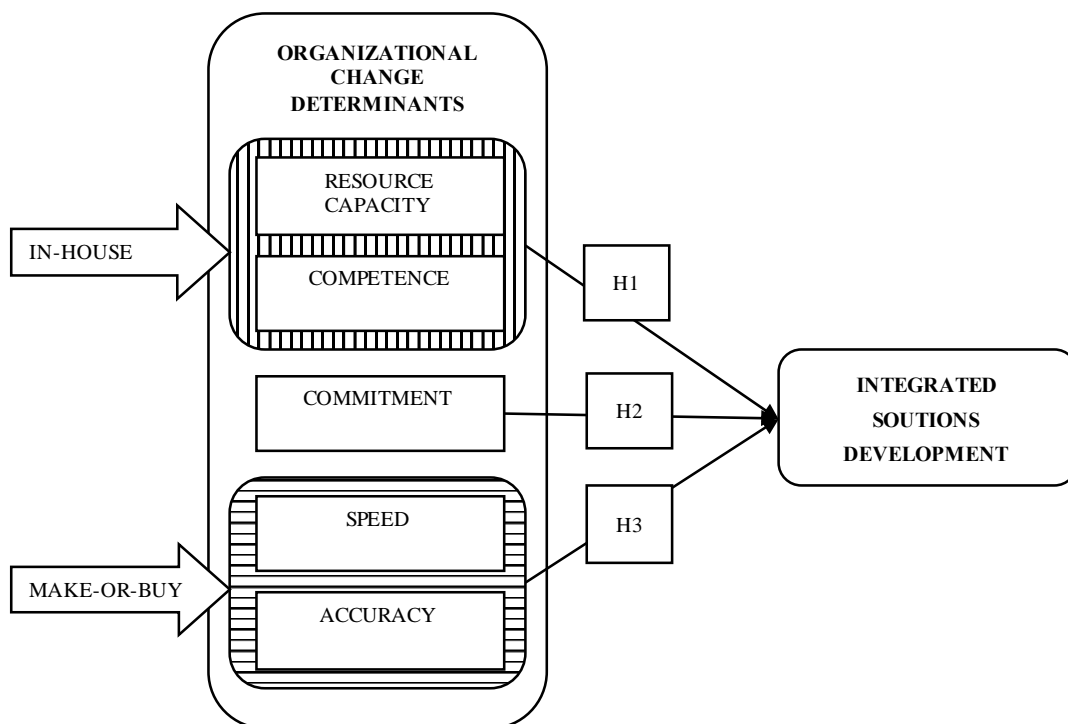 ORGANIZATIONAL
CHANGE
DETERMINANTS
RESOURCE
CAPACITY
IN-HOUSE
COMPETENCE
H1
COMMITMENT
H2
INTEGRATED
SOUTIONS
DEVELOPMENT
SPEED
H3
MAKE-OR-BUY
ACCURACY